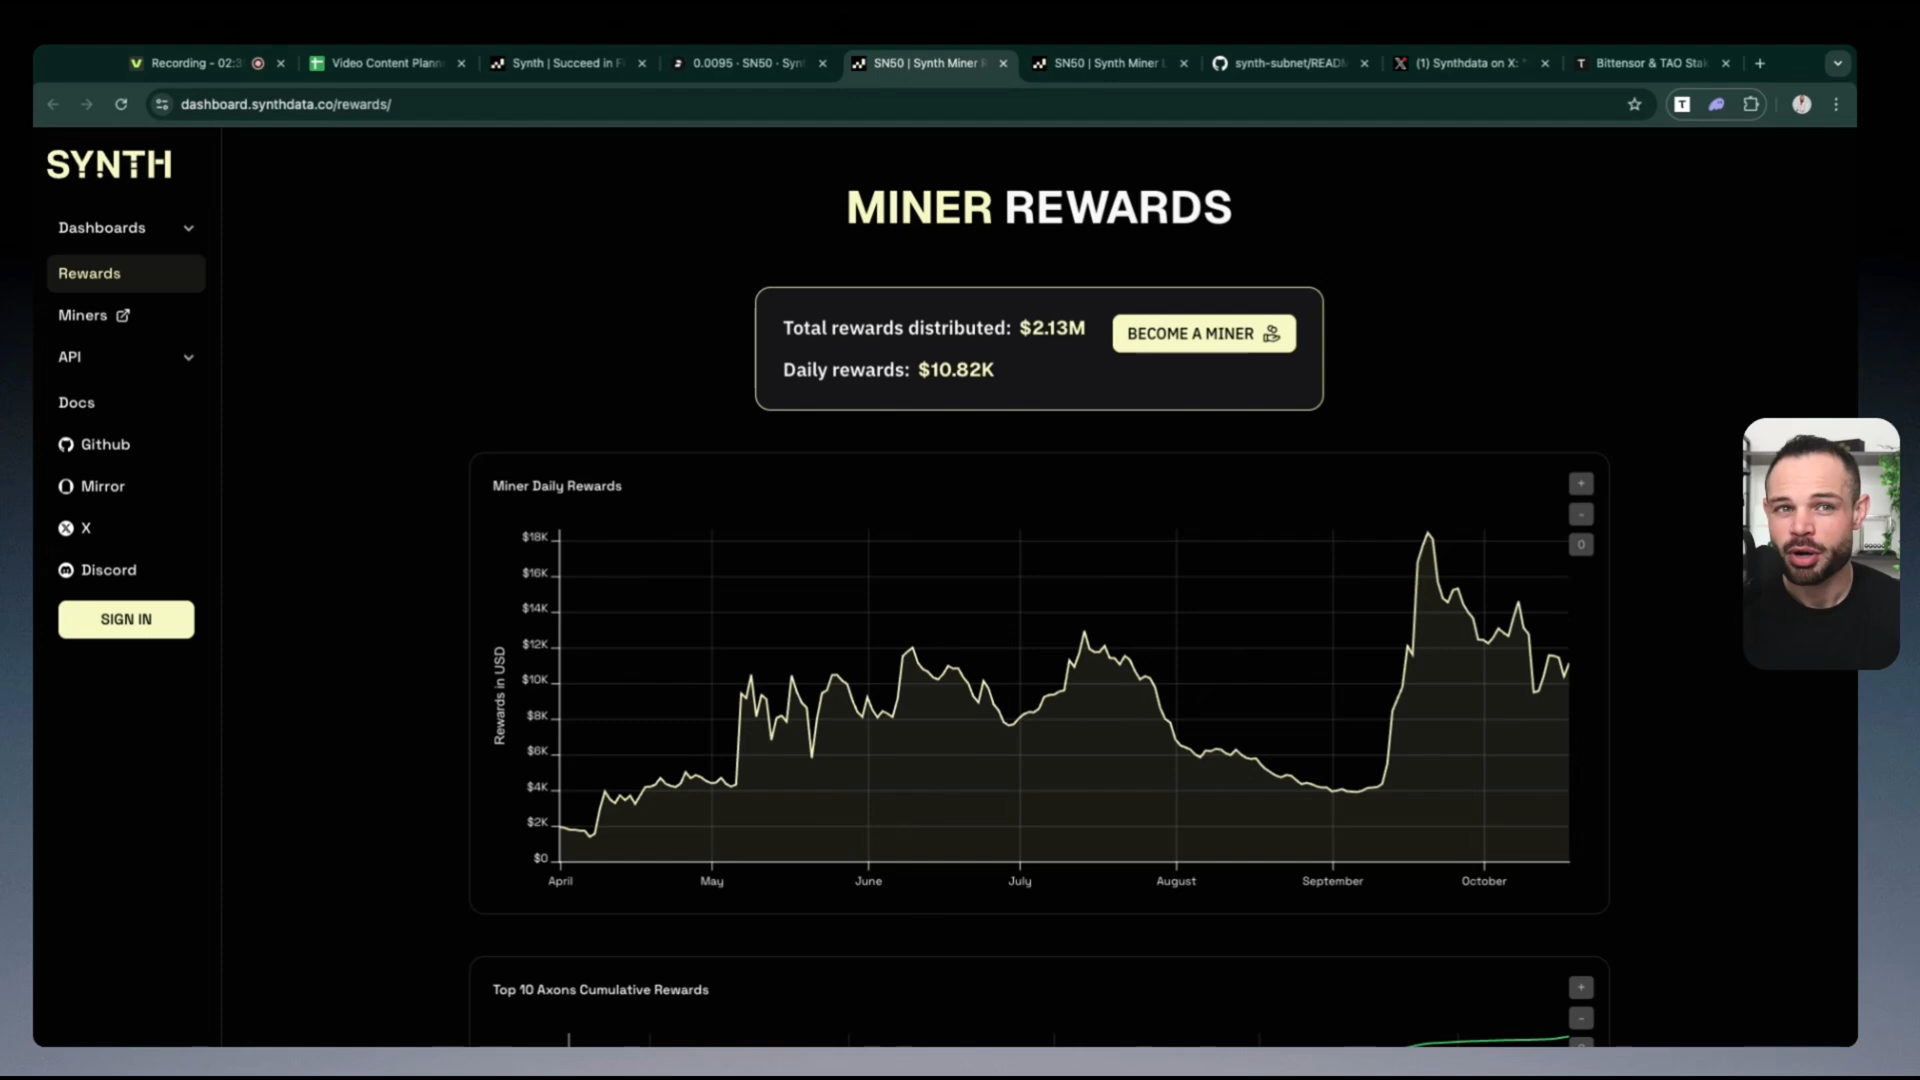 Recording - 02:3
Video Content Plann
Synth | Succeed in F
0.0095 · SN50 · Syn
SN50 | Synth Miner R
SN50 | Synth Miner L
synth-subnet/READM
(1) Synthdata on X: "
Bittensor & TAO Stak
dashboard.synthdata.co/rewards/
SYNTH
Dashboards
Rewards
Miners
API
Docs
Github
Mirror
X
Discord
SIGN IN
MINER REWARDS
Total rewards distributed: $2.13M
BECOME A MINER
Daily rewards: $10.82K
Miner Daily Rewards
+
-
0
Rewards in USD
$18K
$16K
$14K
$12K
$10K
$8K
$6K
$4K
$2K
$0
April May June July August September October
Top 10 Axons Cumulative Rewards
+
-